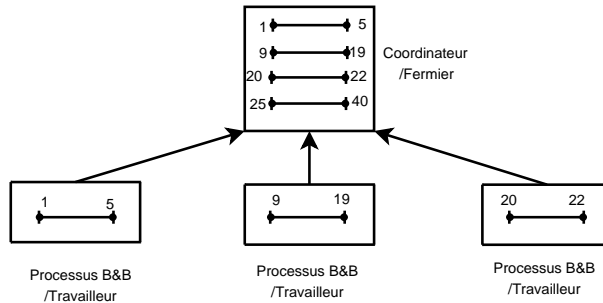 1 5
9 19
20 22
25 40
Coordinateur
/Fermier
1 5
9 19
20 22
Processus B&B
/Travailleur
Processus B&B
/Travailleur
Processus B&B
/Travailleur